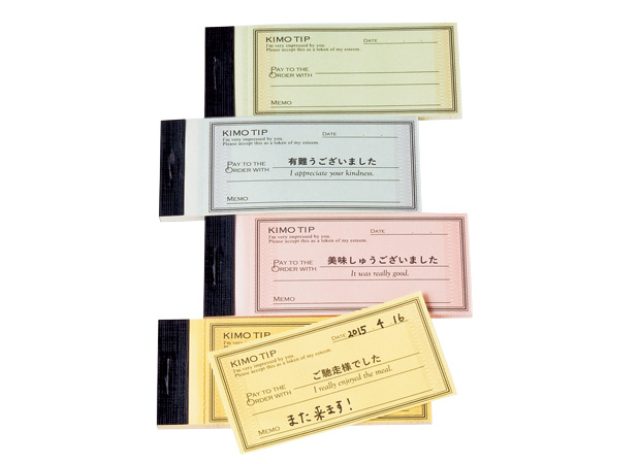 KIMO TIP
DATE . .
I'm very impressed by you.
Please accept this as a token of my esteem.
PAY TO THE
ORDER WITH
MEMO
KIMO TIP
DATE . .
I'm very impressed by you.
Please accept this as a token of my esteem.
PAY TO THE
ORDER WITH
有難うございました
I appreciate your kindness.
MEMO
KIMO TIP
DATE . .
I'm very impressed by you.
Please accept this as a token of my esteem.
PAY TO THE
ORDER WITH
美味しゅうございました
It was really good.
MEMO
KIMO TIP
DATE 2015 4 16
KIMO TIP
I'm very impressed by you.
Please accept this as a token of my esteem.
PAY TO THE
ORDER WITH
ご馳走様でした
I really enjoyed the meal.
MEMO また来ます!